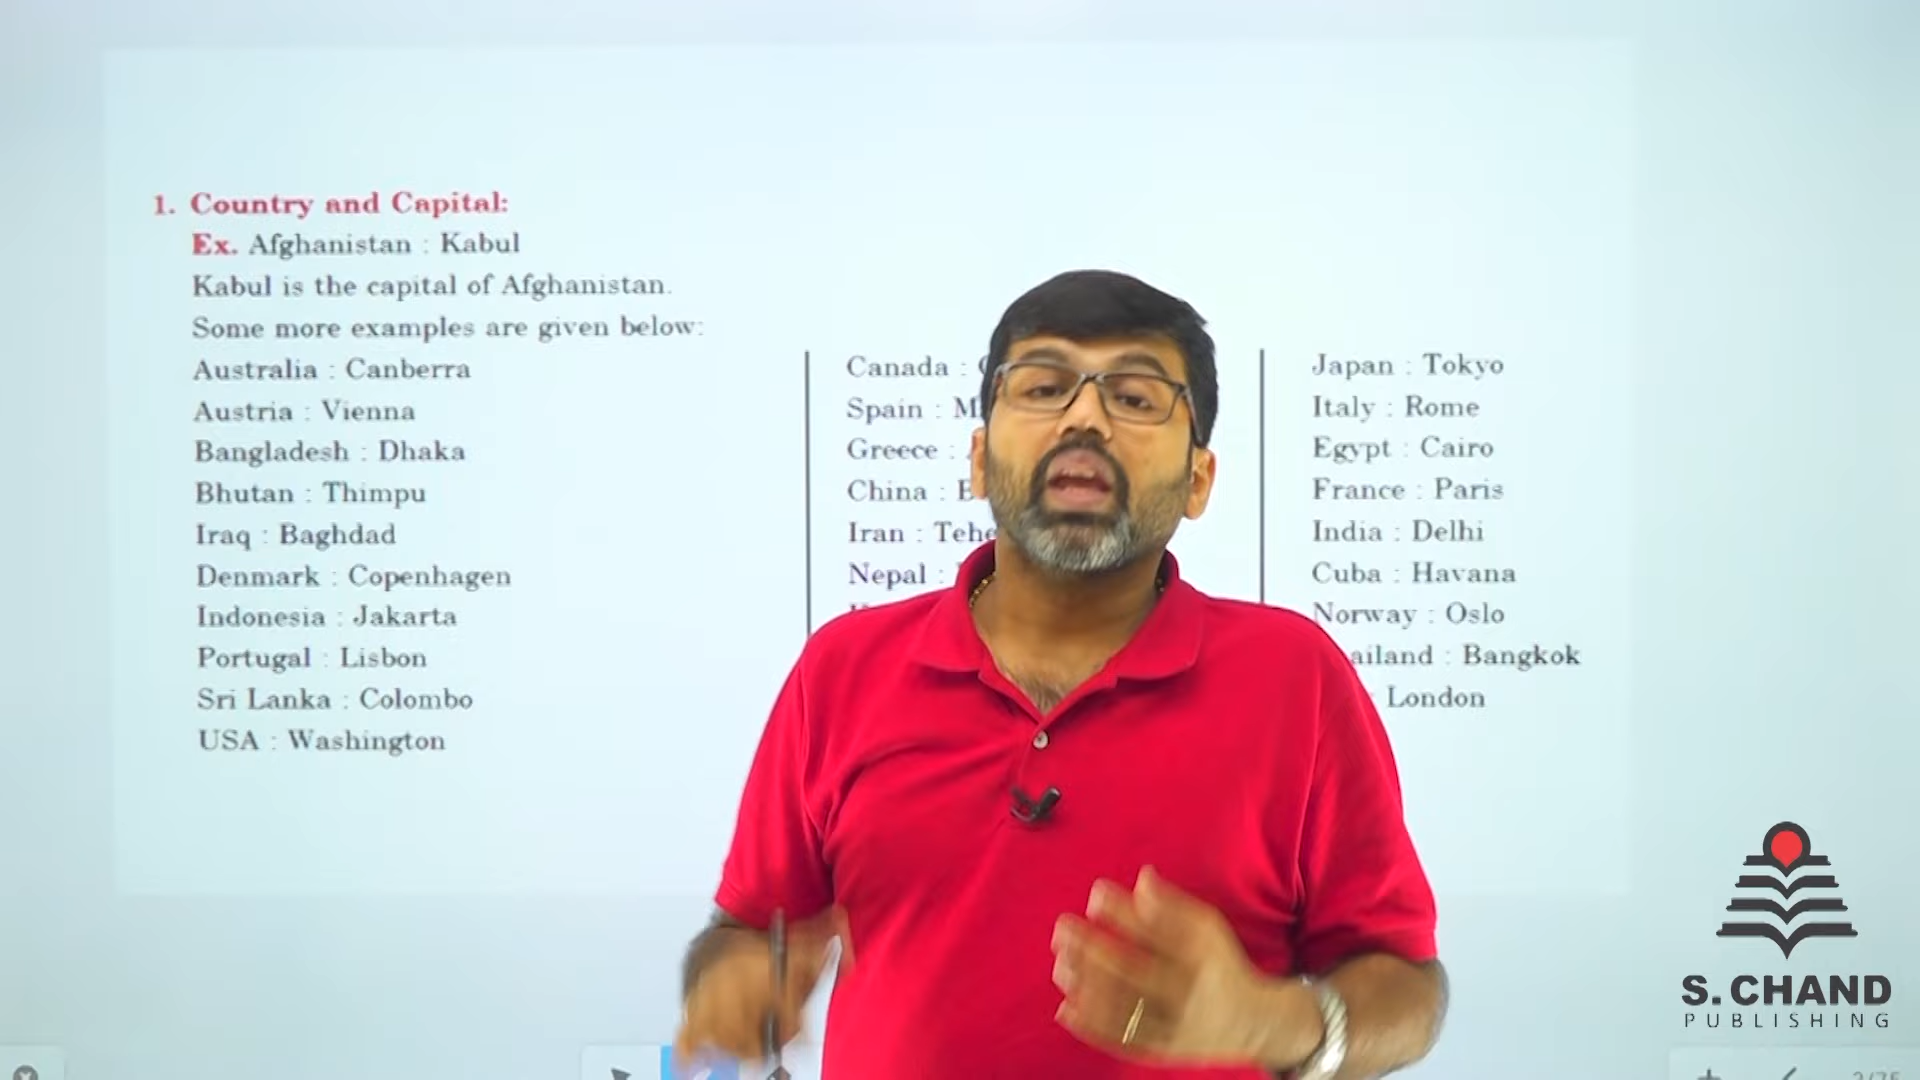 1. Country and Capital:
Ex. Afghanistan : Kabul
Kabul is the capital of Afghanistan.
Some more examples are given below:
Australia : Canberra
Austria : Vienna
Bangladesh : Dhaka
Bhutan : Thimpu
Iraq : Baghdad
Denmark : Copenhagen
Indonesia : Jakarta
Portugal : Lisbon
Sri Lanka : Colombo
USA : Washington
Canada :
Spain :
Greece :
China :
Iran :
Nepal :
Japan : Tokyo
Italy : Rome
Egypt : Cairo
France : Paris
India : Delhi
Cuba : Havana
Norway : Oslo
: Bangkok
London
S. CHAND
PUBLISHING